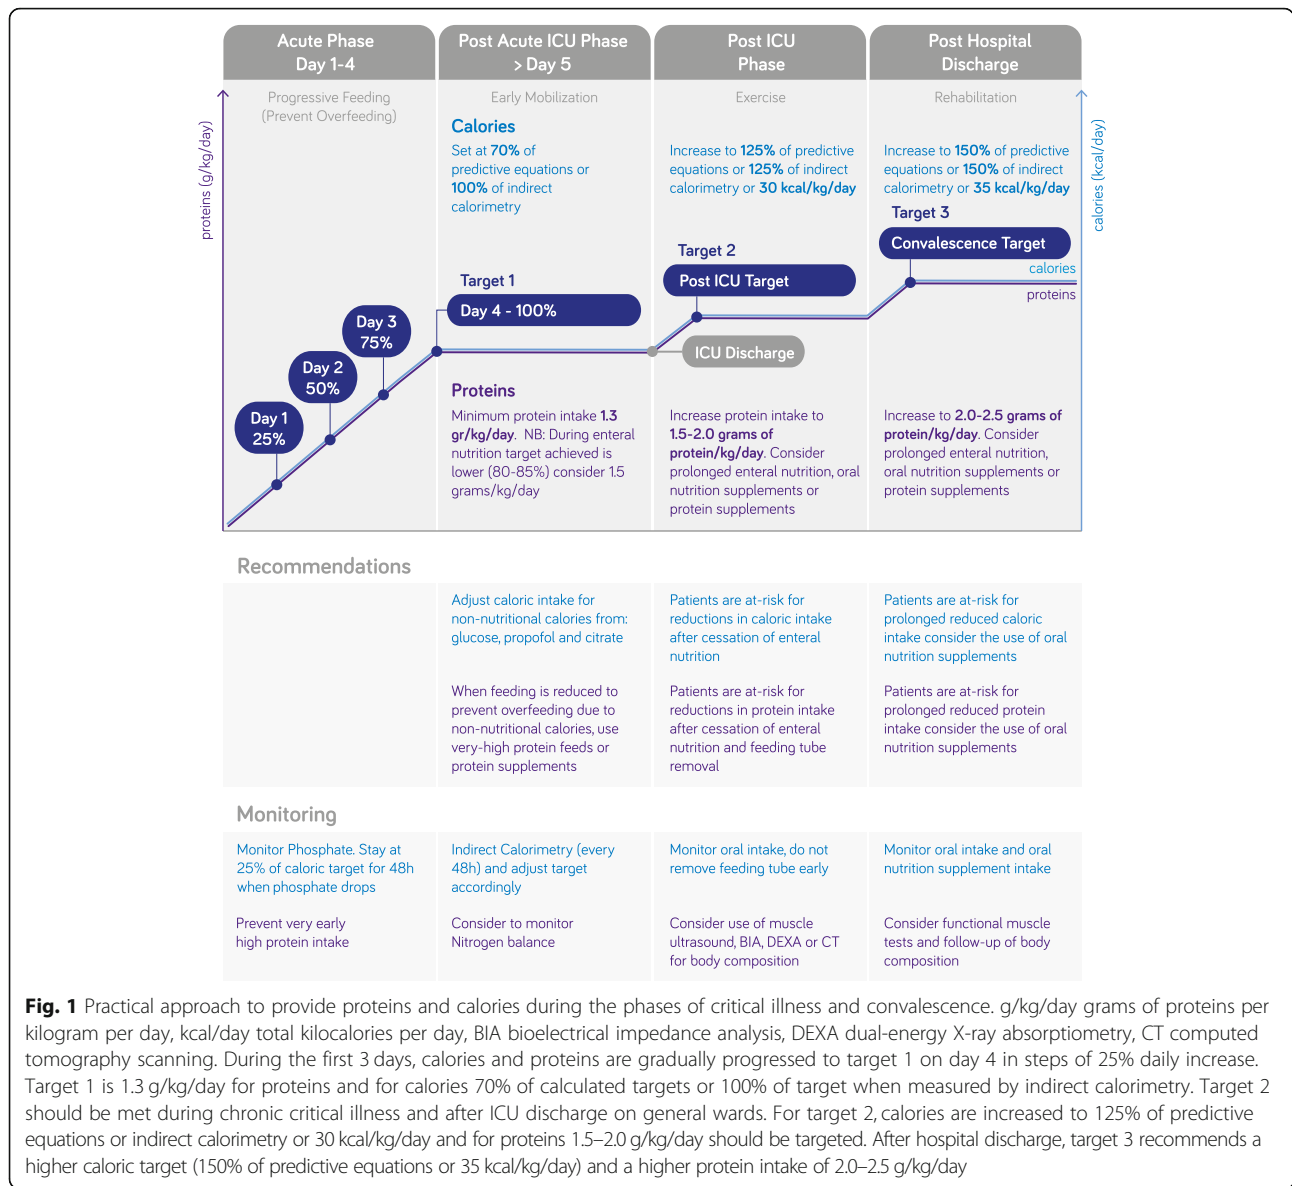 Acute Phase
Day 1-4
Post Acute ICU Phase
> Day 5
Post ICU
Phase
Post Hospital
Discharge
Progressive Feeding
(Prevent Overfeeding)
Early Mobilization
Exercise
Rehabilitation
proteins (g/kg/day)
calories (kcal/day)
Calories
Set at 70% of
predictive equations or
100% of indirect
calorimetry
Increase to 125% of predictive
equations or 125% of indirect
calorimetry or 30 kcal/kg/day
Increase to 150% of predictive
equations or 150% of indirect
calorimetry or 35 kcal/kg/day
Target 3
Convalescence Target
Target 2
Post ICU Target
Target 1
Day 4 - 100%
calories
proteins
Day 3
75%
Day 2
50%
Day 1
25%
ICU Discharge
Proteins
Minimum protein intake 1.3
gr/kg/day. NB: During enteral
nutrition target achieved is
lower (80-85%) consider 1.5
grams/kg/day
Increase protein intake to
1.5-2.0 grams of
protein/kg/day. Consider
prolonged enteral nutrition, oral
nutrition supplements or
protein supplements
Increase to 2.0-2.5 grams of
protein/kg/day. Consider
prolonged enteral nutrition,
oral nutrition supplements or
protein supplements
Recommendations
Adjust caloric intake for
non-nutritional calories from:
glucose, propofol and citrate
Patients are at-risk for
reductions in caloric intake
after cessation of enteral
nutrition
Patients are at-risk for
prolonged reduced caloric
intake consider the use of oral
nutrition supplements
When feeding is reduced to
prevent overfeeding due to
non-nutritional calories, use
very-high protein feeds or
protein supplements
Patients are at-risk for
reductions in protein intake
after cessation of enteral
nutrition and feeding tube
removal
Patients are at-risk for
prolonged reduced protein
intake consider the use of oral
nutrition supplements
Monitoring
Monitor Phosphate. Stay at
25% of caloric target for 48h
when phosphate drops
Indirect Calorimetry (every
48h) and adjust target
accordingly
Monitor oral intake, do not
remove feeding tube early
Monitor oral intake and oral
nutrition supplement intake
Prevent very early
high protein intake
Consider to monitor
Nitrogen balance
Consider use of muscle
ultrasound, BIA, DEXA or CT
for body composition
Consider functional muscle
tests and follow-up of body
composition
Fig. 1 Practical approach to provide proteins and calories during the phases of critical illness and convalescence. g/kg/day grams of proteins per
kilogram per day, kcal/day total kilocalories per day, BIA bioelectrical impedance analysis, DEXA dual-energy X-ray absorptiometry, CT computed
tomography scanning. During the first 3 days, calories and proteins are gradually progressed to target 1 on day 4 in steps of 25% daily increase.
Target 1 is 1.3 g/kg/day for proteins and for calories 70% of calculated targets or 100% of target when measured by indirect calorimetry. Target 2
should be met during chronic critical illness and after ICU discharge on general wards. For target 2, calories are increased to 125% of predictive
equations or indirect calorimetry or 30 kcal/kg/day and for proteins 1.5–2.0 g/kg/day should be targeted. After hospital discharge, target 3 recommends a
higher caloric target (150% of predictive equations or 35 kcal/kg/day) and a higher protein intake of 2.0–2.5 g/kg/day